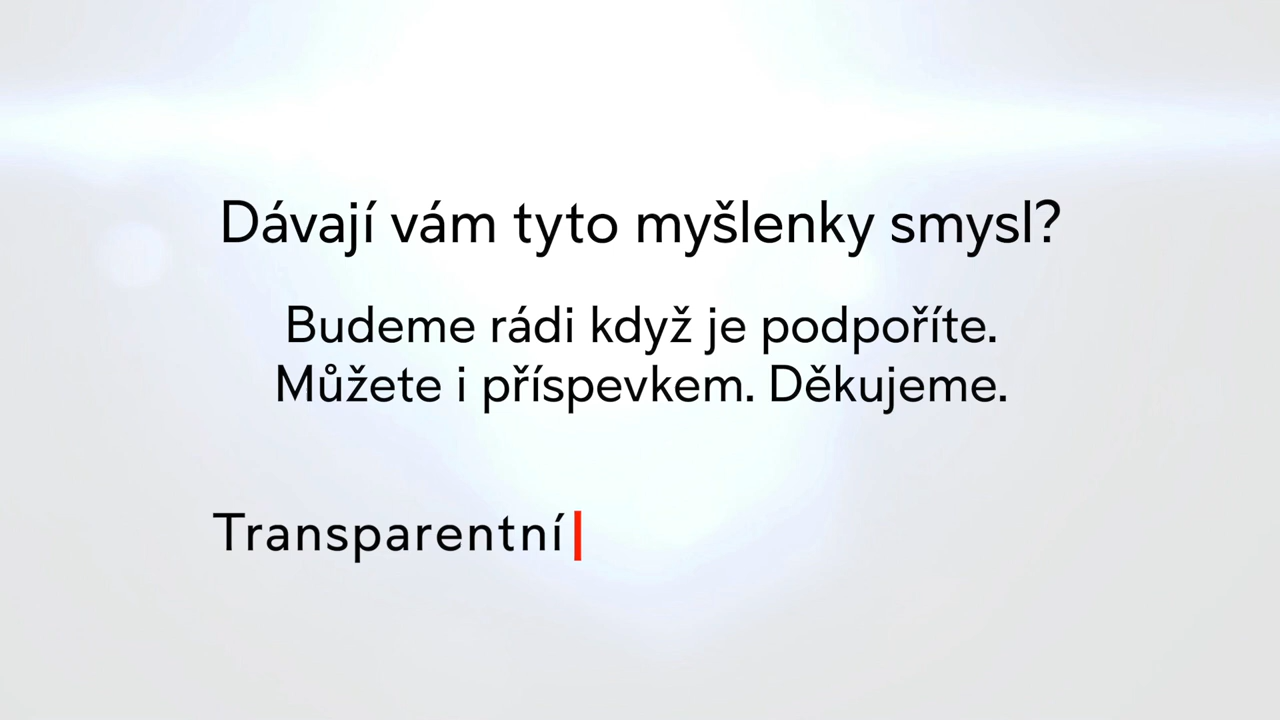 Dávají vám tyto myšlenky smysl?
Budeme rádi když je podpoříte.
Můžete i příspevkem. Děkujeme.
Transparentní